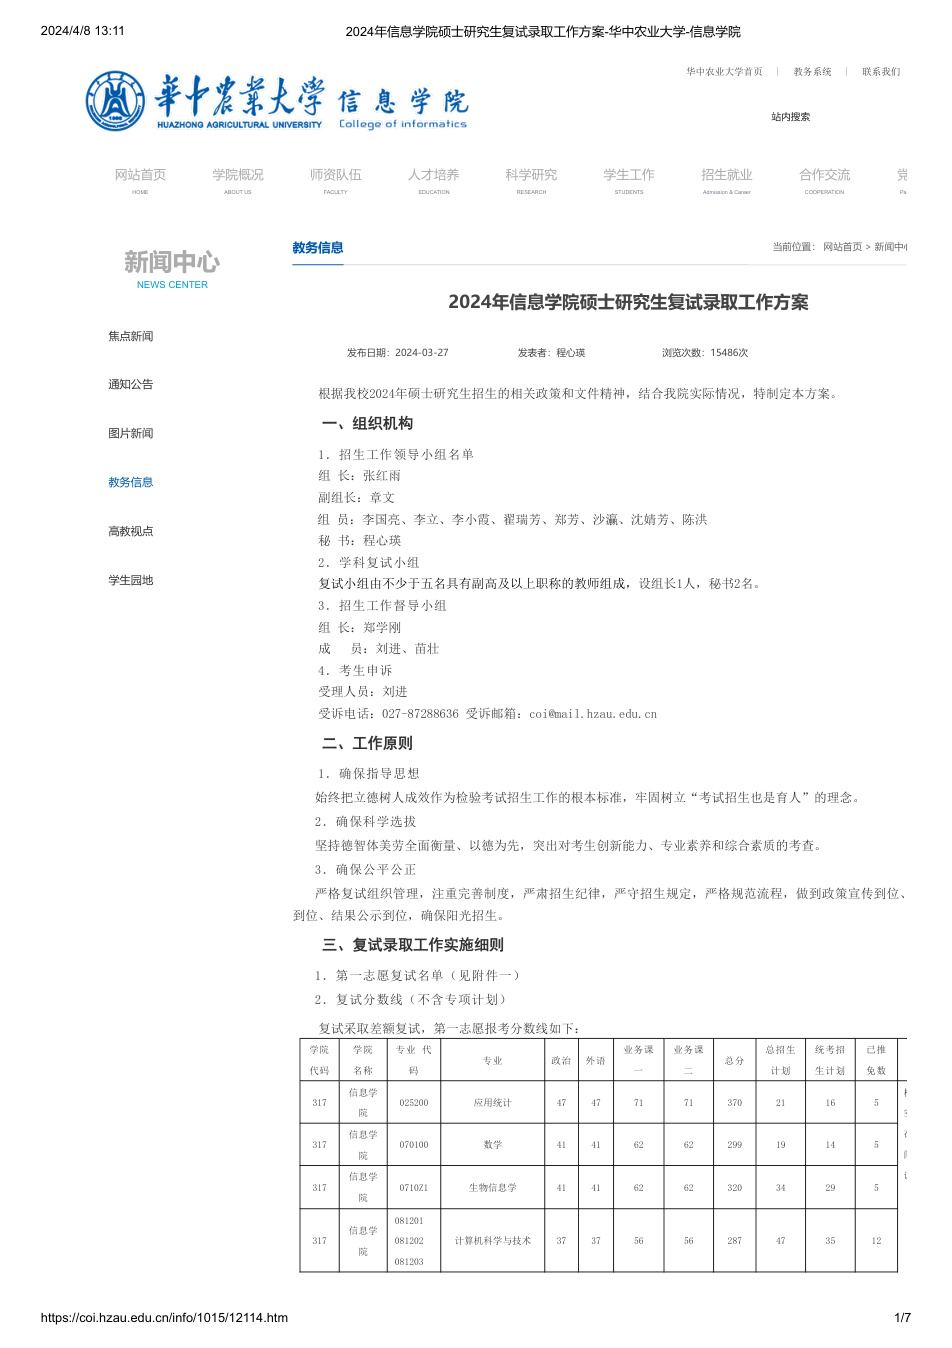 2024/4/8 13:11
2024年信息学院硕士研究生复试录取工作方案-华中农业大学-信息学院
华中农业大学首页 | 教务系统 | 联系我们
華中農業大学 信息学院
HUAZHONG AGRICULTURAL UNIVERSITY College of informatics
站内搜索
网站首页 学院概况 师资队伍 人才培养 科学研究 学生工作 招生就业 合作交流 党
HOME ABOUT US FACULTY EDUCATION RESEARCH STUDENTS Admission & Career COOPERATION Pa
新闻中心
NEWS CENTER
焦点新闻
通知公告
图片新闻
教务信息
高教视点
学生园地
教务信息
当前位置： 网站首页 > 新闻中心
2024年信息学院硕士研究生复试录取工作方案
发布日期：2024-03-27 发表者：程心瑛 浏览次数：15486次
根据我校2024年硕士研究生招生的相关政策和文件精神，结合我院实际情况，特制定本方案。
一、组织机构
1. 招生工作领导小组名单
组 长：张红雨
副组长：章文
组 员：李国亮、李立、李小霞、翟瑞芳、郑芳、沙瀛、沈婧芳、陈洪
秘 书：程心瑛
2. 学科复试小组
复试小组由不少于五名具有副高及以上职称的教师组成，设组长1人，秘书2名。
3. 招生工作督导小组
组 长：郑学刚
成 员：刘进、苗壮
4. 考生申诉
受理人员：刘进
受诉电话：027-87288636 受诉邮箱：coi@mail.hzau.edu.cn
二、工作原则
1. 确保指导思想
始终把立德树人成效作为检验考试招生工作的根本标准，牢固树立“考试招生也是育人”的理念。
2. 确保科学选拔
坚持德智体美劳全面衡量、以德为先，突出对考生创新能力、专业素养和综合素质的考查。
3. 确保公平公正
严格复试组织管理，注重完善制度，严肃招生纪律，严守招生规定，严格规范流程，做到政策宣传到位、
到位、结果公示到位，确保阳光招生。
三、复试录取工作实施细则
1. 第一志愿复试名单（见附件一）
2. 复试分数线（不含专项计划）
复试采取差额复试，第一志愿报考分数线如下：
学院代码 学院名称 专业 代码 专业 政治 外语 业务课一 业务课二 总分 总招生计划 统考招生计划 已推免数
317 信息学院 025200 应用统计 47 47 71 71 370 21 16 5
317 信息学院 070100 数学 41 41 62 62 299 19 14 5
317 信息学院 0710Z1 生物信息学 41 41 62 62 320 34 29 5
317 信息学院 081201 081202 081203 计算机科学与技术 37 37 56 56 287 47 35 12
https://coi.hzau.edu.cn/info/1015/12114.htm
1/7